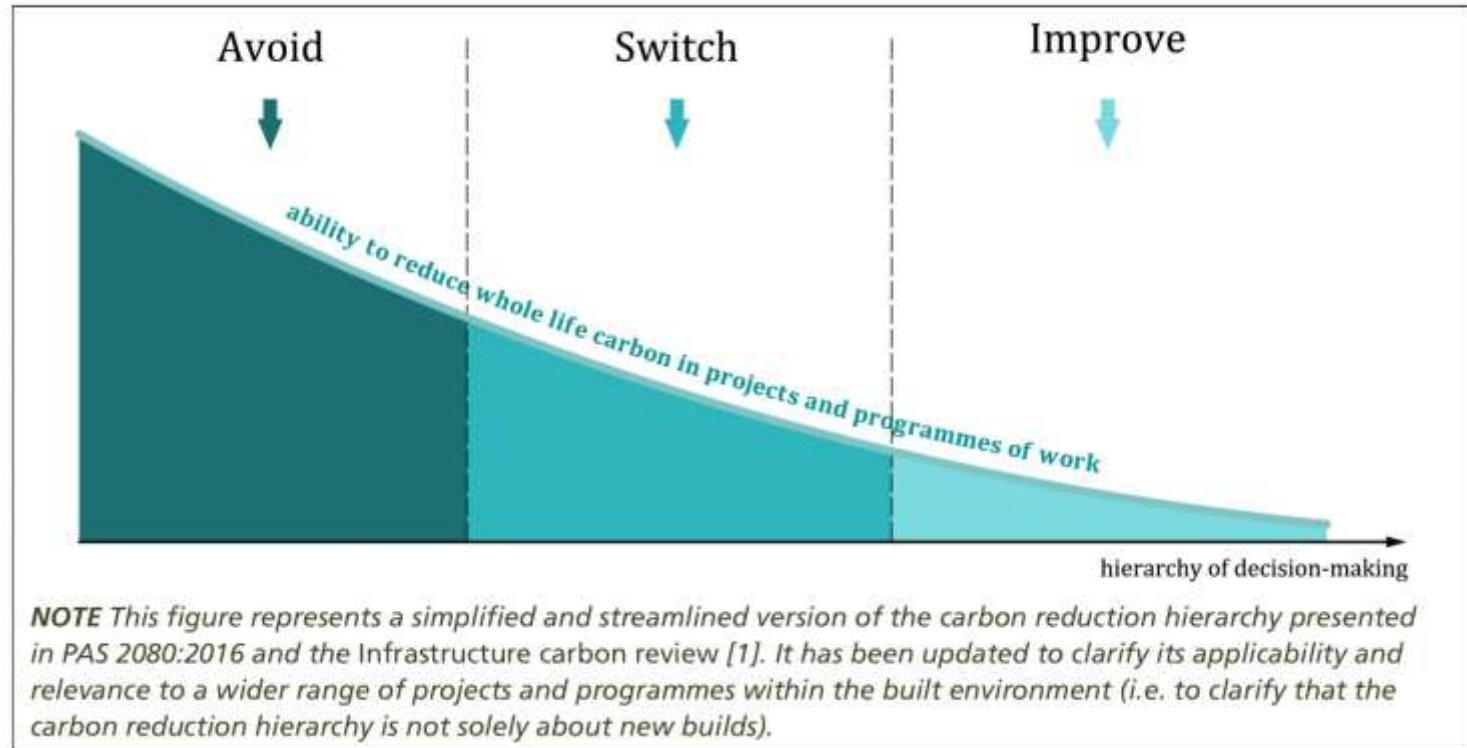 Avoid
Switch
Improve
ability to reduce whole life carbon in projects and programmes of work
hierarchy of decision-making
NOTE This figure represents a simplified and streamlined version of the carbon reduction hierarchy presented
in PAS 2080:2016 and the Infrastructure carbon review [1]. It has been updated to clarify its applicability and
relevance to a wider range of projects and programmes within the built environment (i.e. to clarify that the
carbon reduction hierarchy is not solely about new builds).